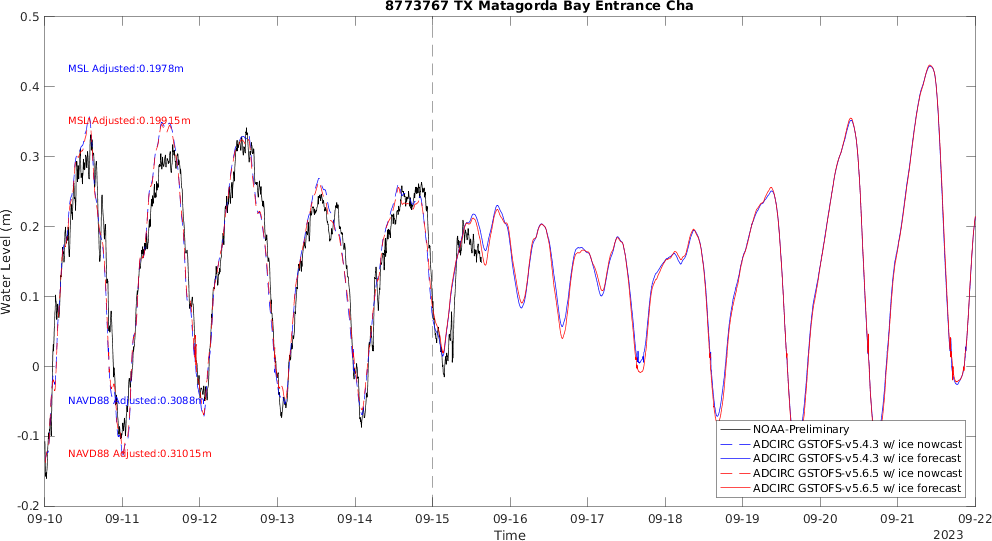 8773767 TX Matagorda Bay Entrance Cha
0.5
0.4
0.3
0.2
0.1
0
-0.1
-0.2
Water Level (m)
MSL Adjusted:0.1978m
MSL Adjusted:0.19915m
NAVD88 Adjusted:0.3088m
NAVD88 Adjusted:0.31015m
NOAA-Preliminary
ADCIRC GSTOFS-v5.4.3 w/ ice nowcast
ADCIRC GSTOFS-v5.4.3 w/ ice forecast
ADCIRC GSTOFS-v5.6.5 w/ ice nowcast
ADCIRC GSTOFS-v5.6.5 w/ ice forecast
09-10 09-11 09-12 09-13 09-14 09-15 09-16 09-17 09-18 09-19 09-20 09-21 09-22
Time
2023